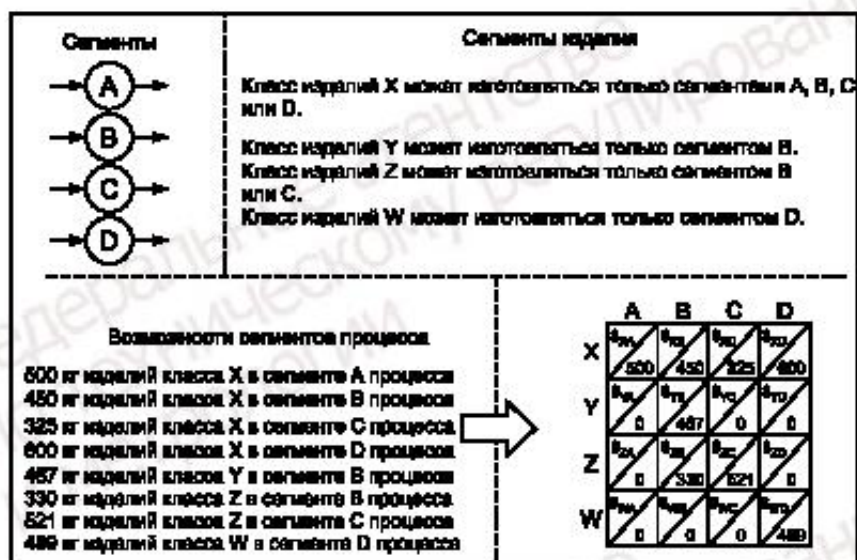 Сегменты
A
B
C
D
Сегменты изделия
Класс изделий X может изготовляться только сегментами A, B, C
или D.
Класс изделий Y может изготовляться только сегментом B.
Класс изделий Z может изготовляться только сегментом B
или C.
Класс изделий W может изготовляться только сегментом D.
Возможности сегментов процесса
500 кг изделий класса X в сегменте A процесса
450 кг изделий класса X в сегменте B процесса
325 кг изделий класса X в сегменте C процесса
600 кг изделий класса X в сегменте D процесса
467 кг изделий класса Y в сегменте B процесса
330 кг изделий класса Z в сегменте B процесса
521 кг изделий класса Z в сегменте C процесса
489 кг изделий класса W в сегменте D процесса
A B C D
X 500 450 325 600
Y 0 467 0 0
Z 0 330 521 0
W 0 0 0 489